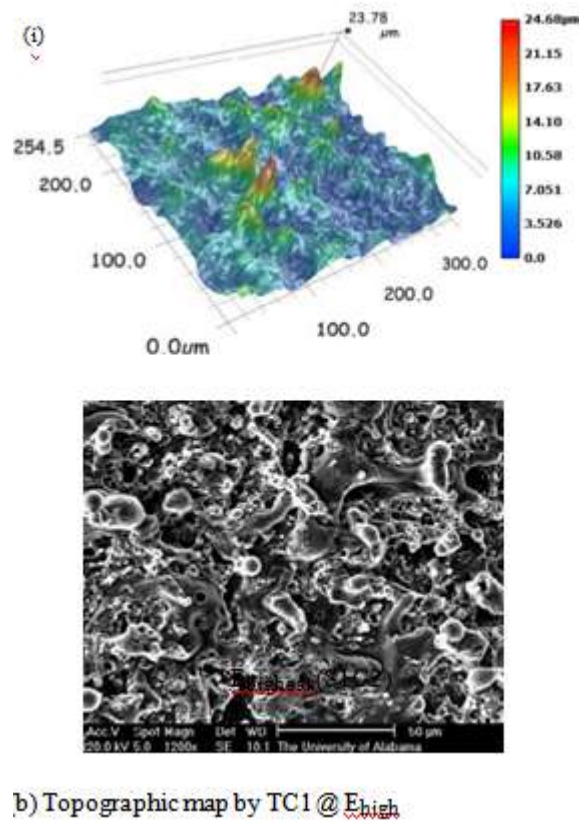 (i)
23.78
µm
24.68µm
21.15
17.63
14.10
10.58
7.051
3.526
0.0
254.5
200.0
100.0
0.0um
100.0
200.0
300.0
Acc.V Spot Magn Det WD 50 µm
20.0 kV 5.0 1200x SE 10.1 The University of Alabama
b) Topographic map by TC1 @ Ehigh